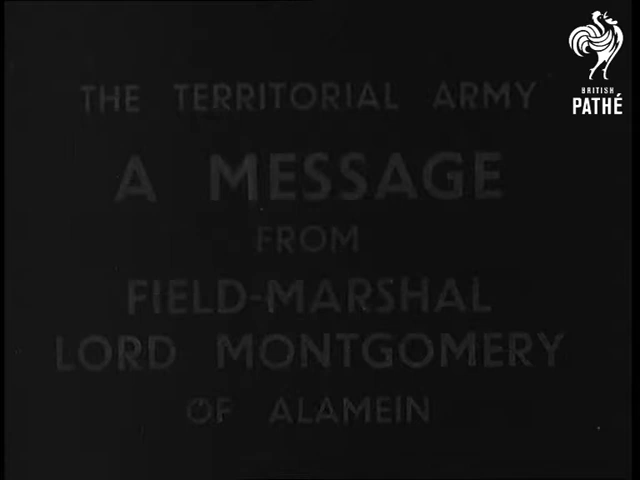 THE TERRITORIAL ARMY
A MESSAGE
FROM
FIELD-MARSHAL
LORD MONTGOMERY
OF ALAMEIN
BRITISH
PATHÉ